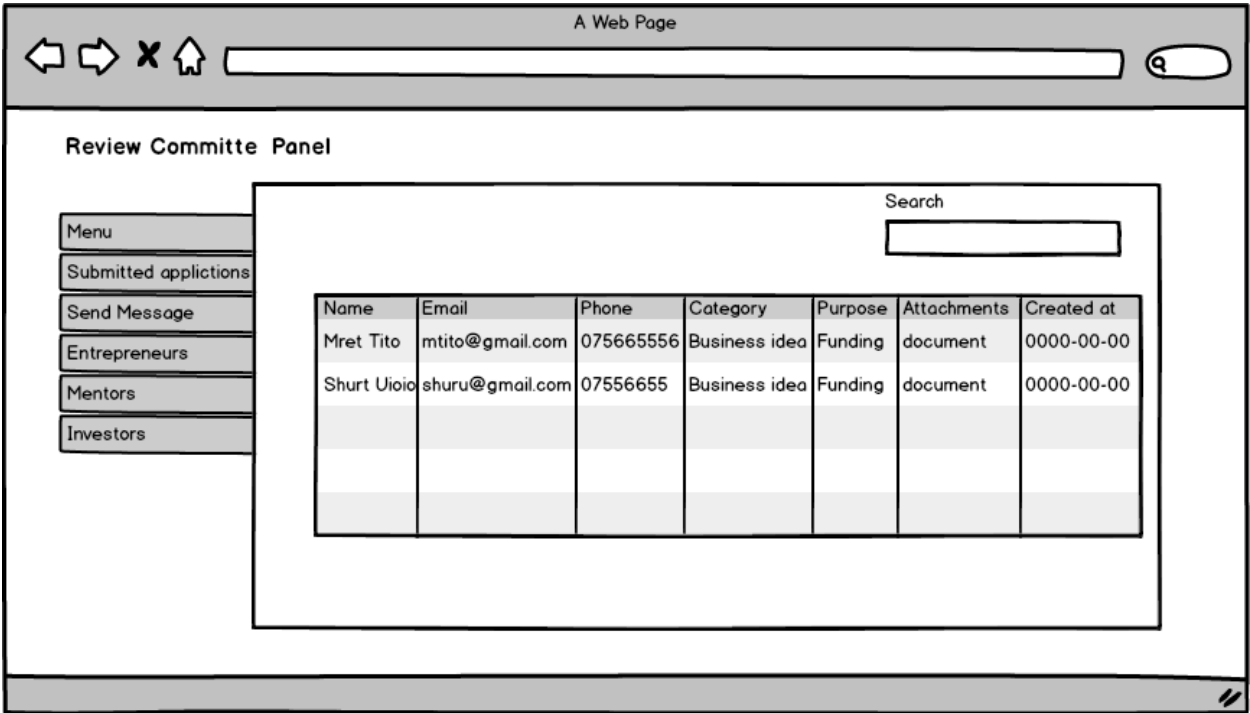 A Web Page
Review Committe Panel
Search
Menu
Submitted applictions
Send Message
Entrepreneurs
Mentors
Investors
Name Email Phone Category Purpose Attachments Created at
Mret Tito mtito@gmail.com 075665556 Business idea Funding document 0000-00-00
Shurt Uioio shuru@gmail.com 07556655 Business idea Funding document 0000-00-00